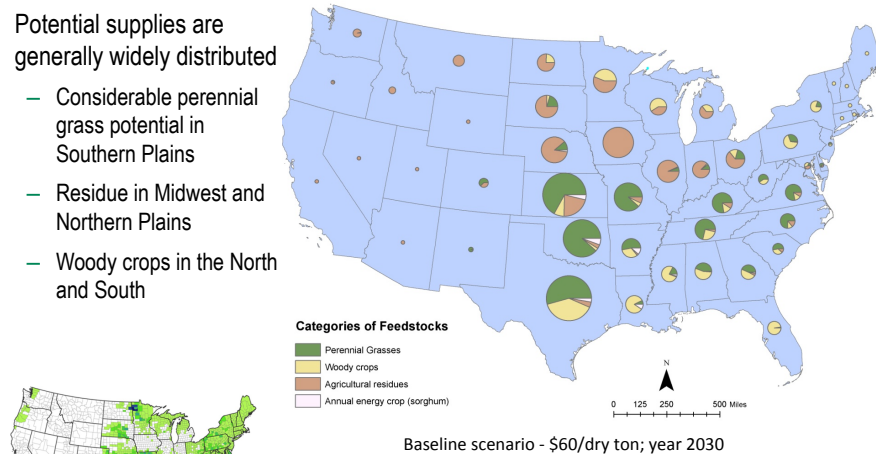 Potential supplies are
generally widely distributed
– Considerable perennial
grass potential in
Southern Plains
– Residue in Midwest and
Northern Plains
– Woody crops in the North
and South
Categories of Feedstocks
Perennial Grasses
Woody crops
Agricultural residues
Annual energy crop (sorghum)
N
0 125 250 500 Miles
Baseline scenario - $60/dry ton; year 2030